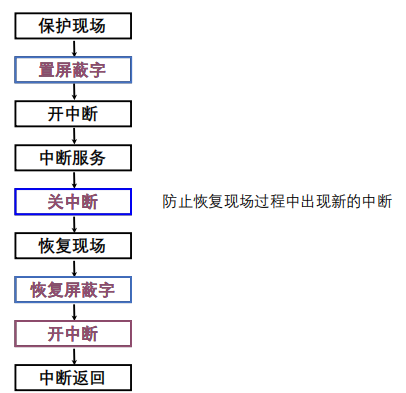 保护现场
置屏蔽字
开中断
中断服务
关中断
防止恢复现场过程中出现新的中断
恢复现场
恢复屏蔽字
开中断
中断返回